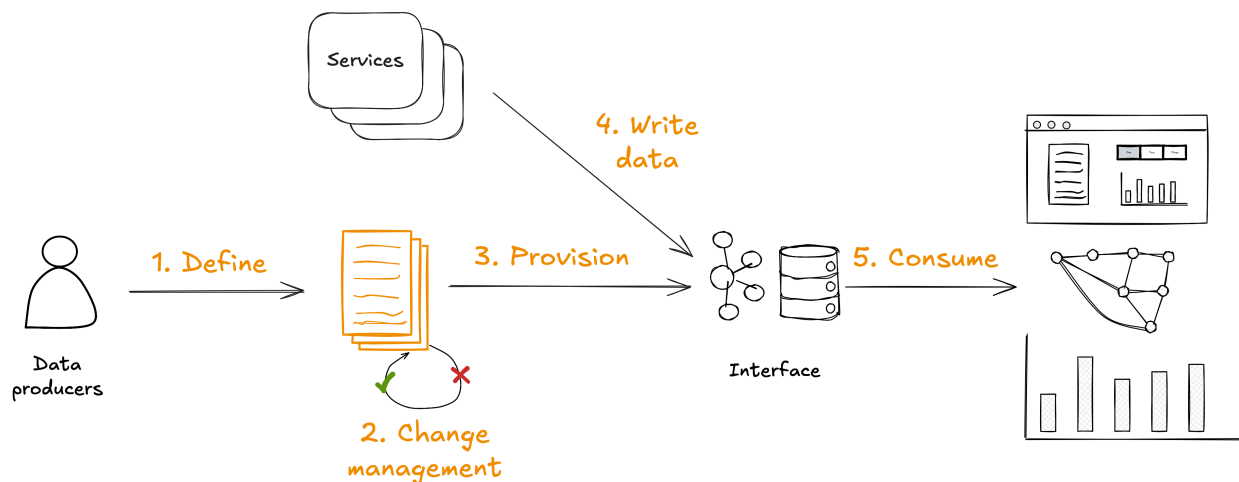 Services
4. Write
data
1. Define
3. Provision
5. Consume
Data
producers
Interface
2. Change
management